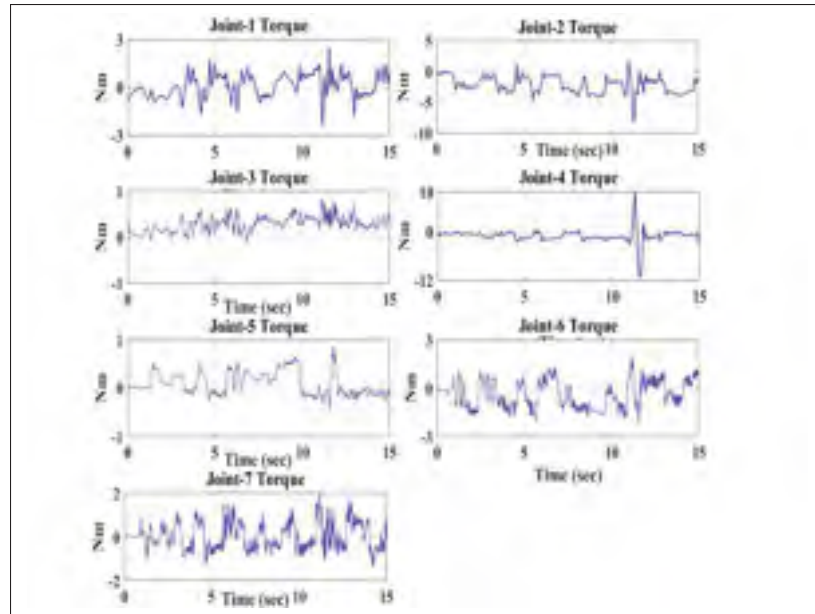 Joint-1 Torque
3
Nm
0
-3
0 5 10 15
Joint-2 Torque
5
0
Nm
-5
-10
0 5 Time (sec) 10 15
Joint-3 Torque
1
Nm
0
-1
0 5 10 15
Time (sec)
Joint-4 Torque
Nm
0
-12
0 5 10 15
Joint-5 Torque
1
Nm
0
-1
0 5 10 15
Time (sec)
Joint-6 Torque
3
Nm
0
-3
0 5 10 15
Time (sec)
Joint-7 Torque
2
Nm
0
-2
0 5 10 15
Time (sec)